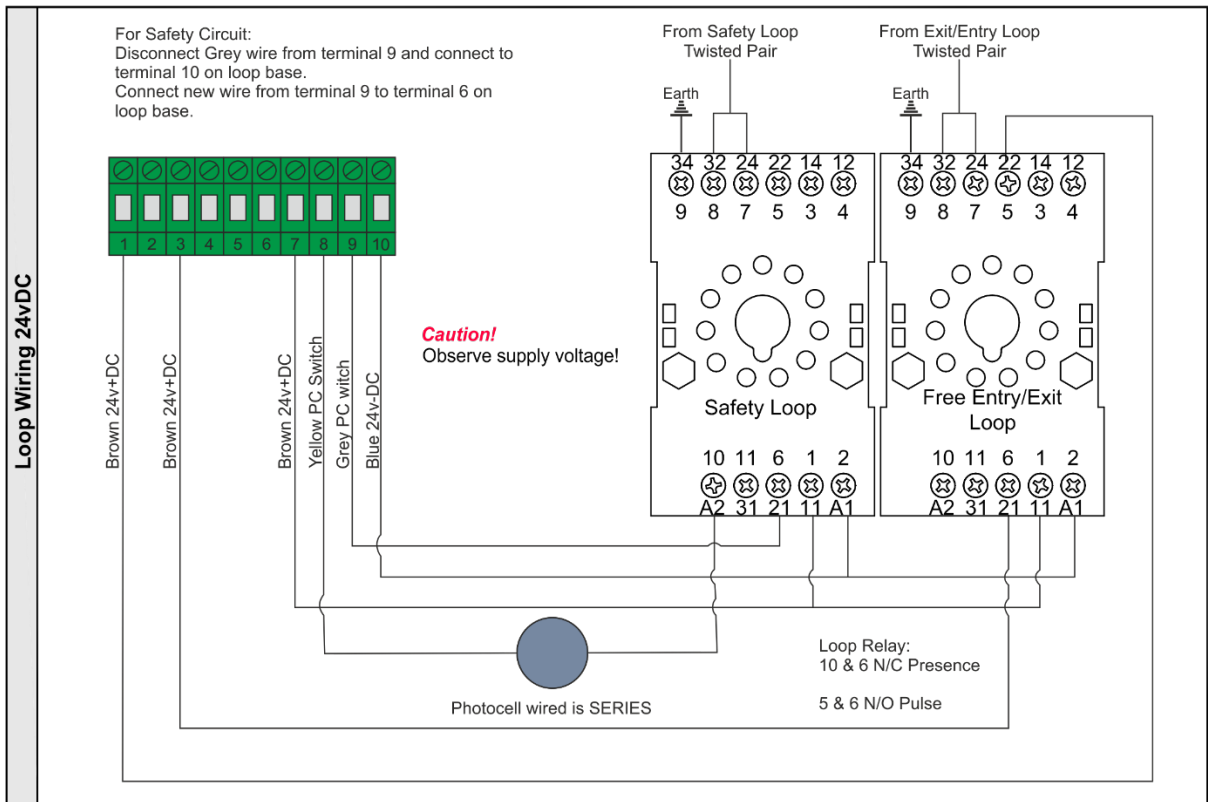 Loop Wiring 24vDC
For Safety Circuit:
Disconnect Grey wire from terminal 9 and connect to
terminal 10 on loop base.
Connect new wire from terminal 9 to terminal 6 on
loop base.
From Safety Loop
Twisted Pair
From Exit/Entry Loop
Twisted Pair
Earth
Earth
34 32 24 22 14 12
9 8 7 5 3 4
34 32 24 22 14 12
9 8 7 5 3 4
1 2 3 4 5 6 7 8 9 10
Brown 24v+DC
Brown 24v+DC
Brown 24v+DC
Yellow PC Switch
Grey PC witch
Blue 24v-DC
Caution!
Observe supply voltage!
Safety Loop
10 11 6 1 2
A2 31 21 11 A1
Free Entry/Exit
Loop
10 11 6 1 2
A2 31 21 11 A1
Photocell wired is SERIES
Loop Relay:
10 & 6 N/C Presence
5 & 6 N/O Pulse